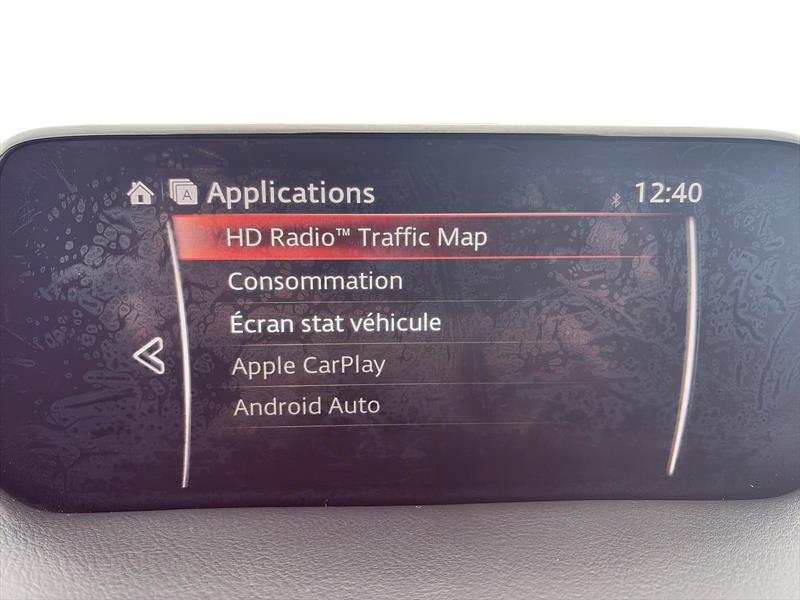 A Applications 12:40
HD Radio™ Traffic Map
Consommation
Écran stat véhicule
Apple CarPlay
Android Auto